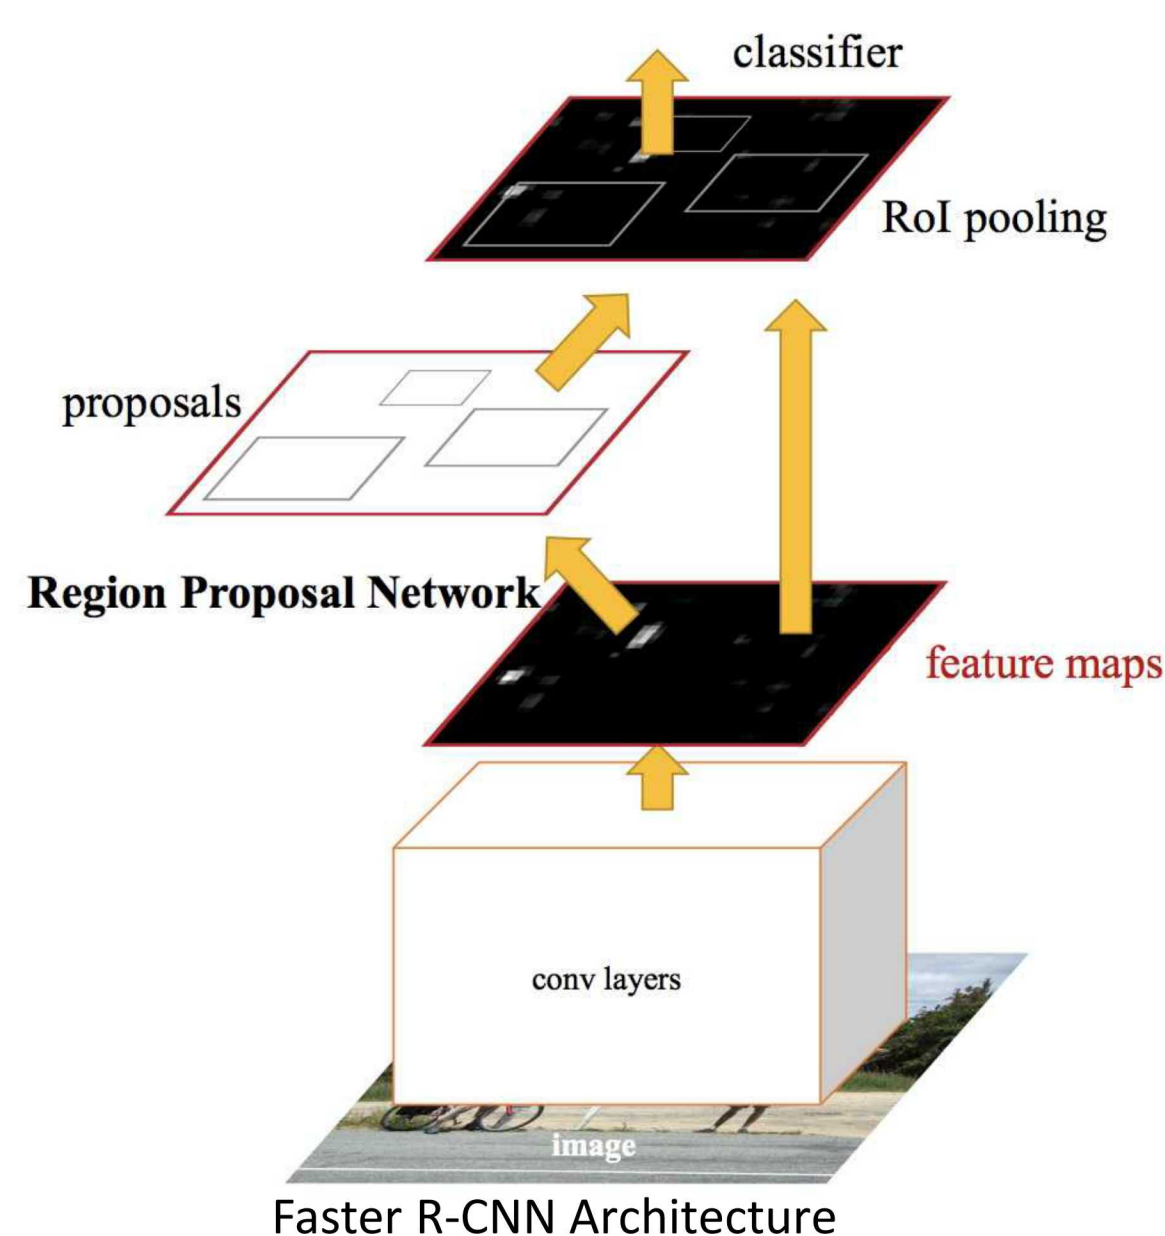 classifier
RoI pooling
proposals
Region Proposal Network
feature maps
conv layers
image
Faster R-CNN Architecture